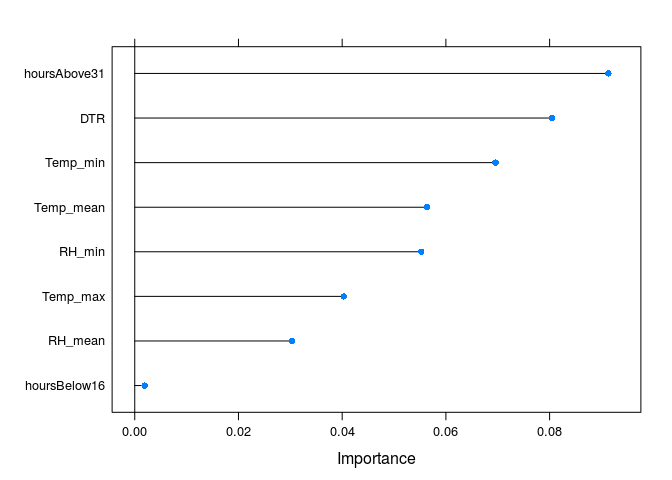 hoursAbove31
DTR
Temp_min
Temp_mean
RH_min
Temp_max
RH_mean
hoursBelow16
0.00 0.02 0.04 0.06 0.08
Importance